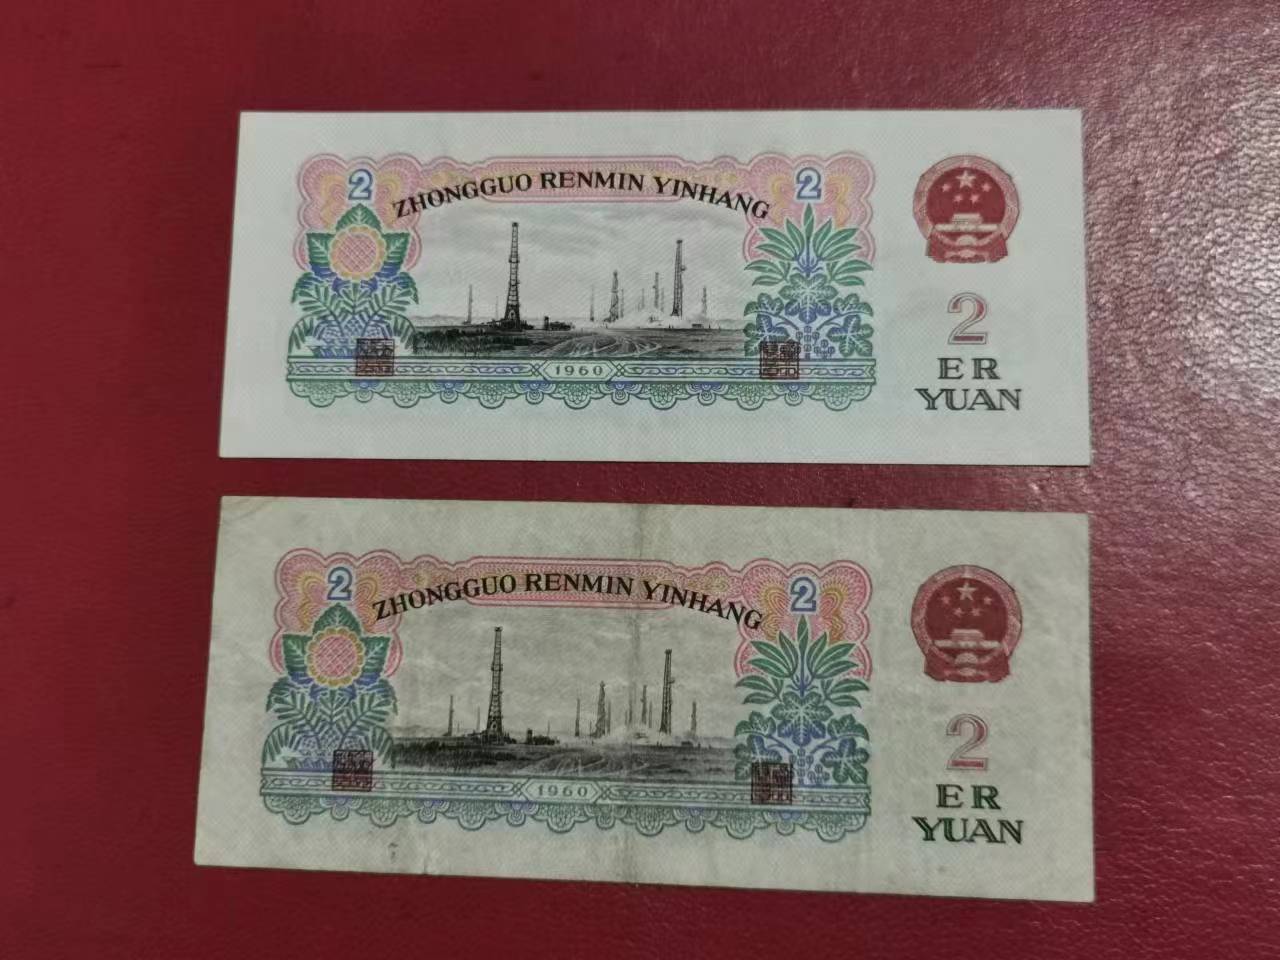 2 ZHONGGUO RENMIN YINHANG 2
2
ER
YUAN
1960
2 ZHONGGUO RENMIN YINHANG 2
2
ER
YUAN
1960